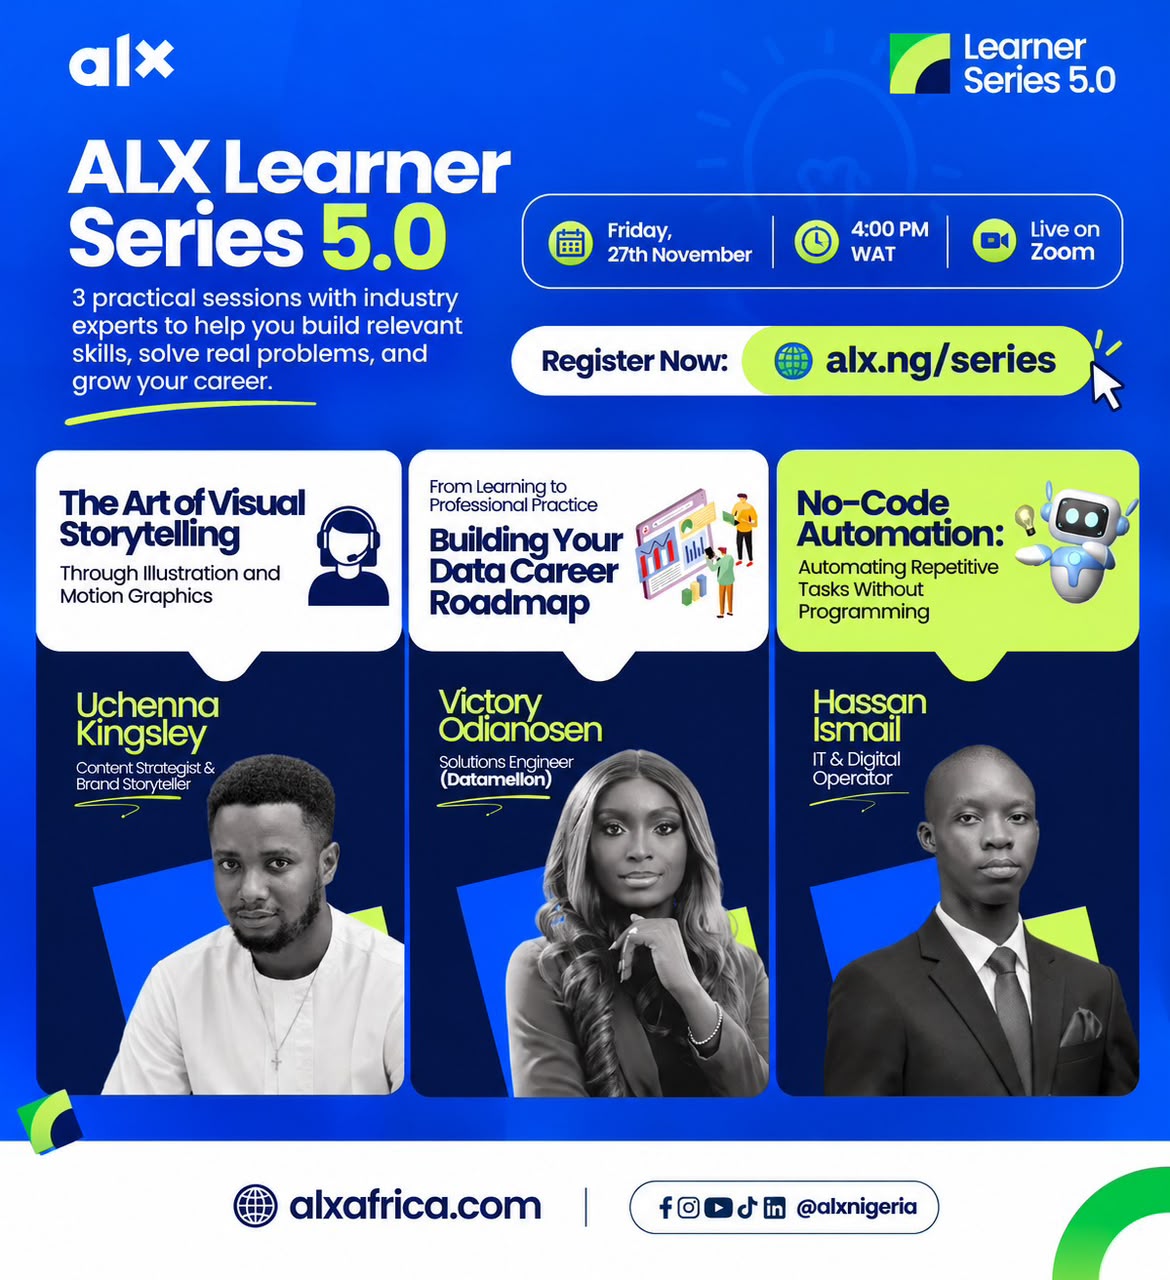 alx
Learner
Series 5.0
ALX Learner
Series 5.0
3 practical sessions with industry
experts to help you build relevant
skills, solve real problems, and
grow your career.
Friday,
27th November
4:00 PM
WAT
Live on
Zoom
Register Now:
alx.ng/series
The Art of Visual
Storytelling
Through Illustration and
Motion Graphics
From Learning to
Professional Practice
Building Your
Data Career
Roadmap
No-Code
Automation:
Automating Repetitive
Tasks Without
Programming
Uchenna
Kingsley
Content Strategist &
Brand Storyteller
Victory
Odianosen
Solutions Engineer
(Datamellon)
Hassan
Ismail
IT & Digital
Operator
alxafrica.com
@alxnigeria